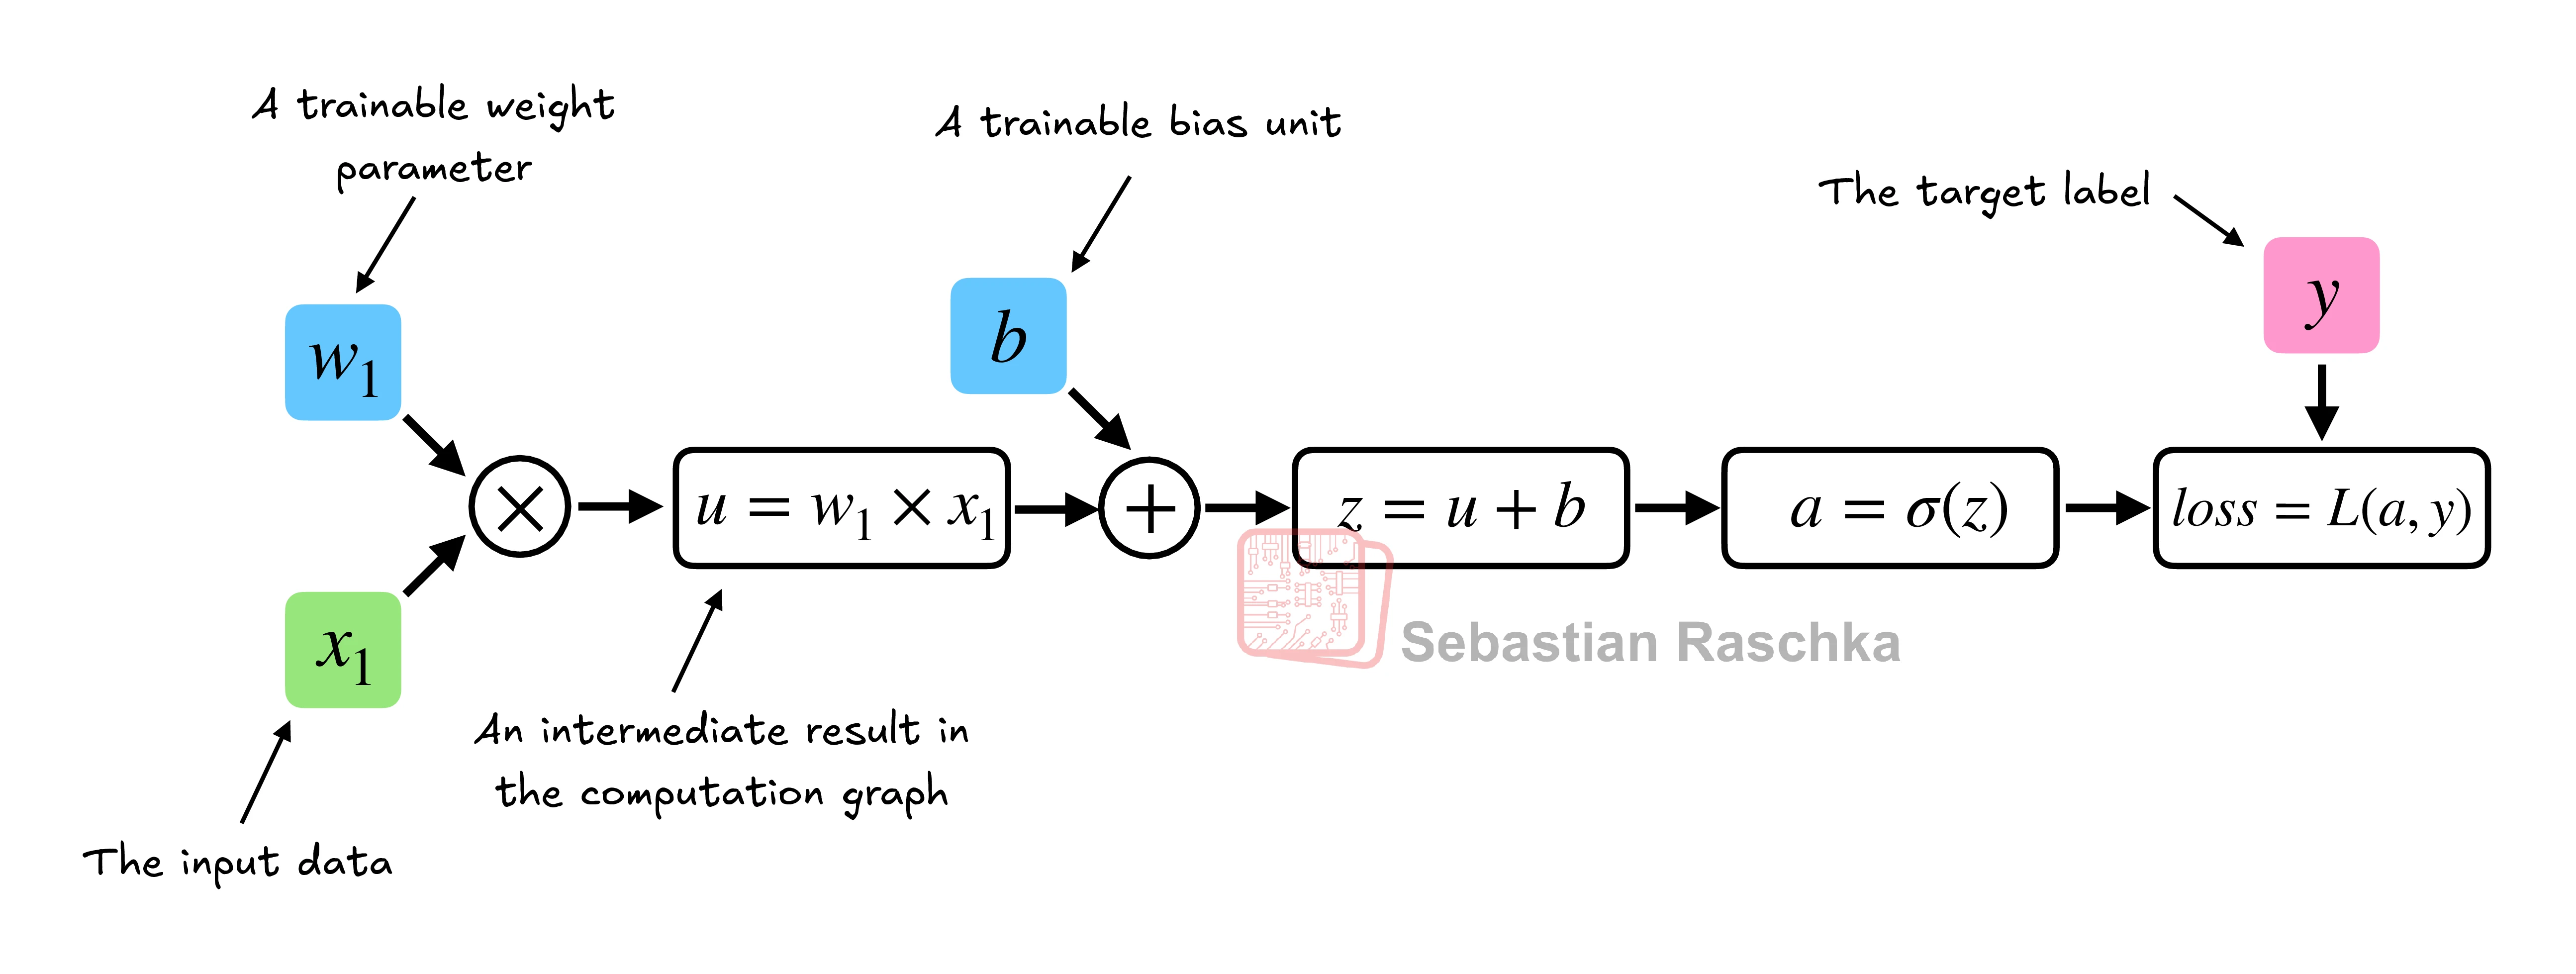 A trainable weight
parameter
A trainable bias unit
The target label
w₁
b
y
×
u = w₁ × x₁
+
z = u + b
a = σ(z)
loss = L(a, y)
x₁
Sebastian Raschka
An intermediate result in
the computation graph
The input data